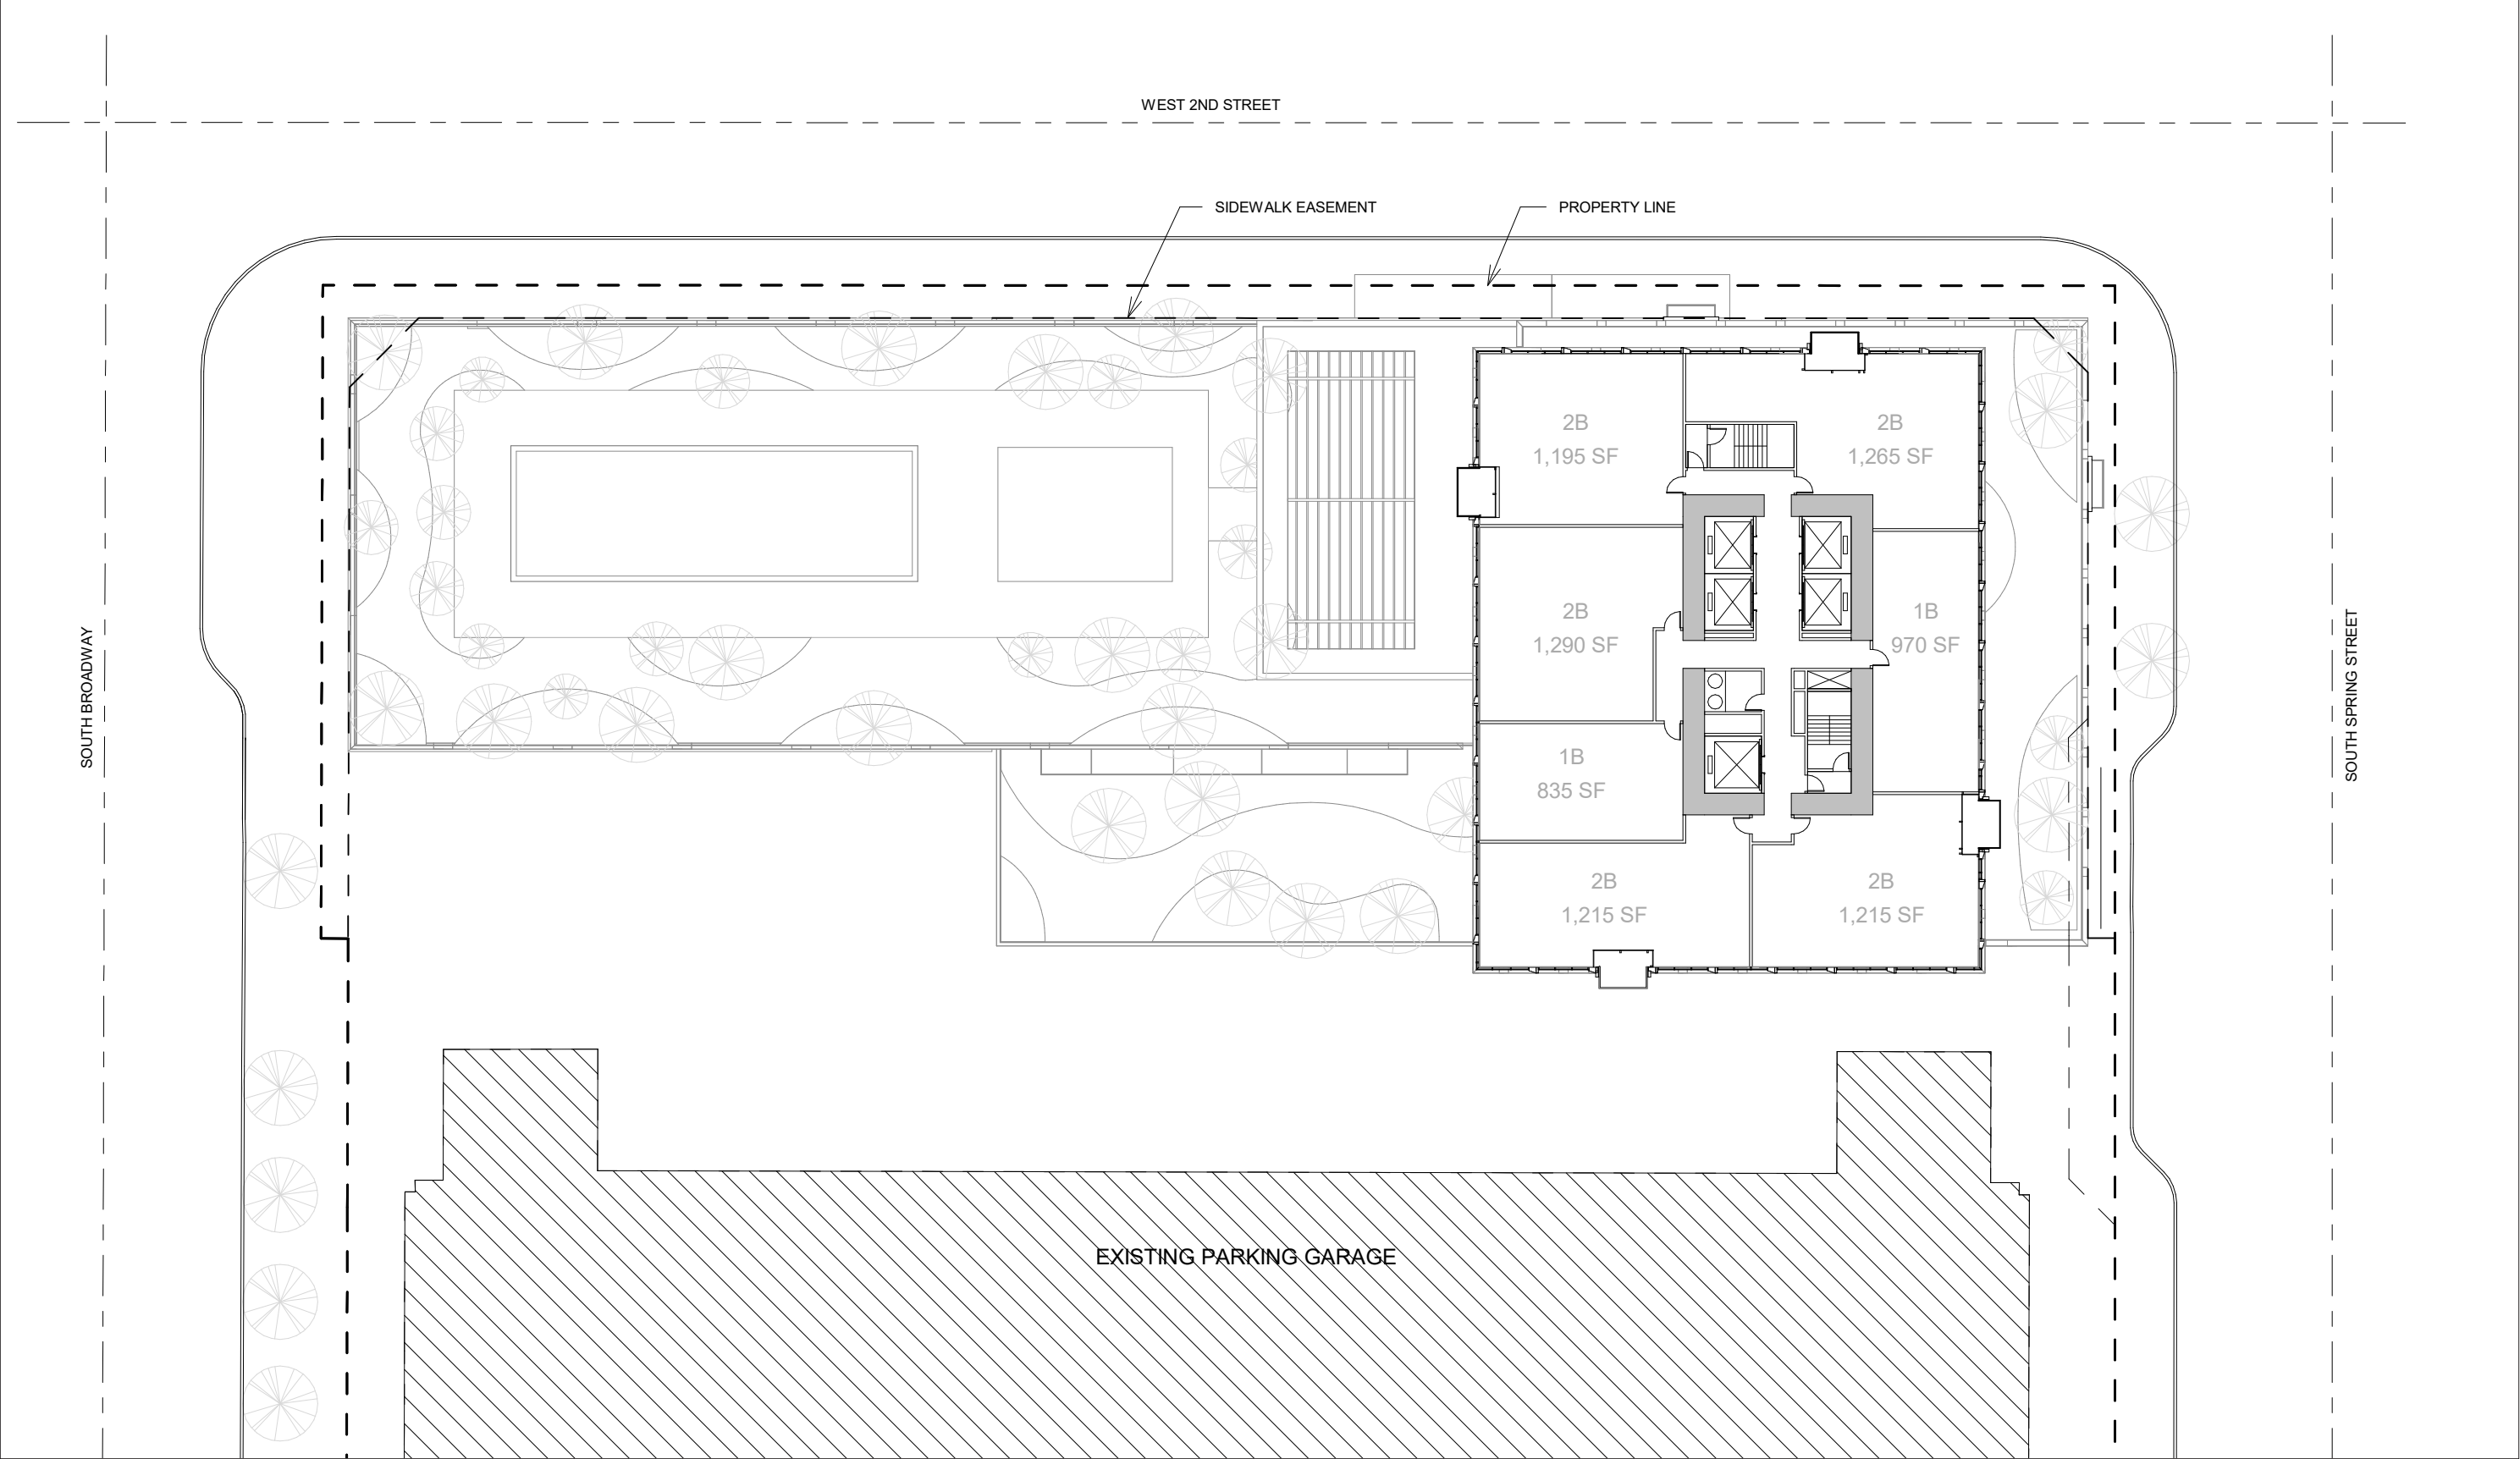 WEST 2ND STREET
SIDEWALK EASEMENT
PROPERTY LINE
2B
1,195 SF
2B
1,265 SF
2B
1,290 SF
1B
970 SF
SOUTH BROADWAY
SOUTH SPRING STREET
1B
835 SF
2B
1,215 SF
2B
1,215 SF
EXISTING PARKING GARAGE